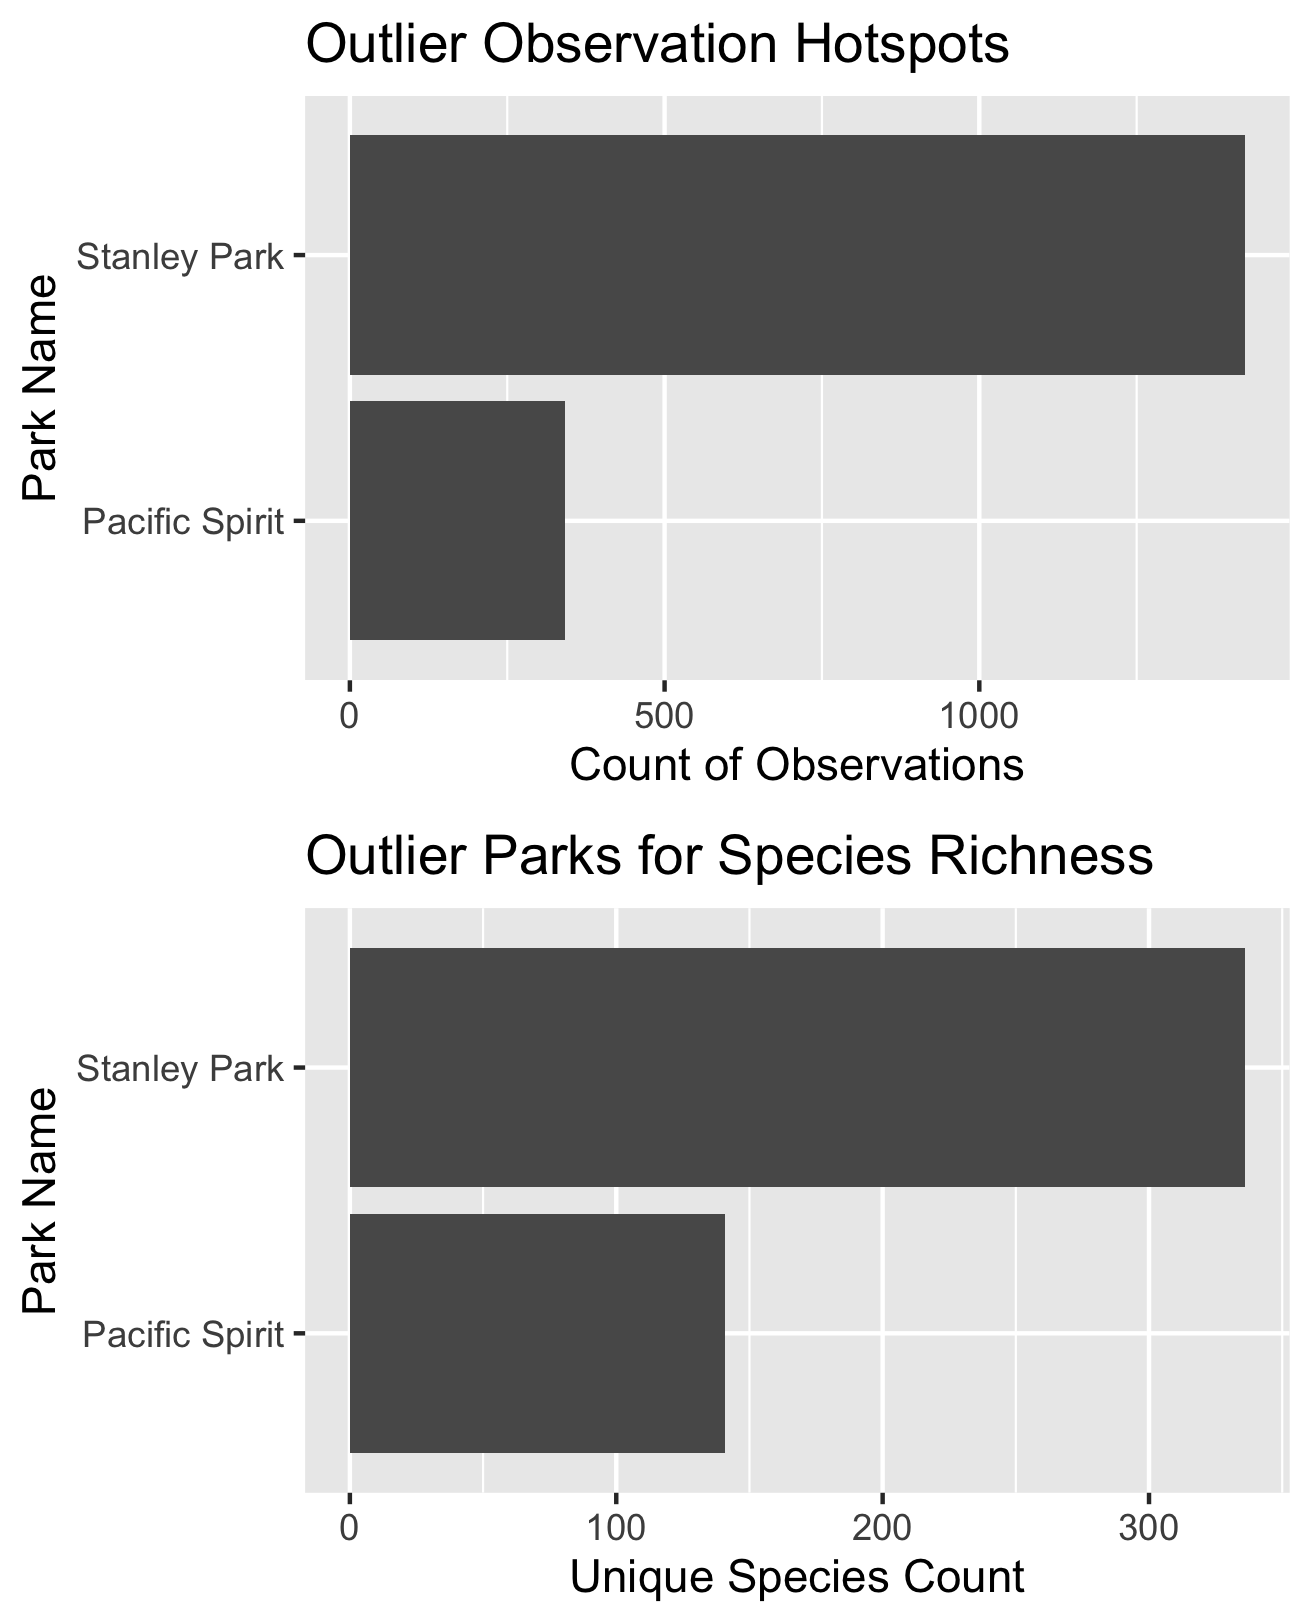 Outlier Observation Hotspots
Park Name
Stanley Park
Pacific Spirit
0 500 1000
Count of Observations
Outlier Parks for Species Richness
Park Name
Stanley Park
Pacific Spirit
0 100 200 300
Unique Species Count